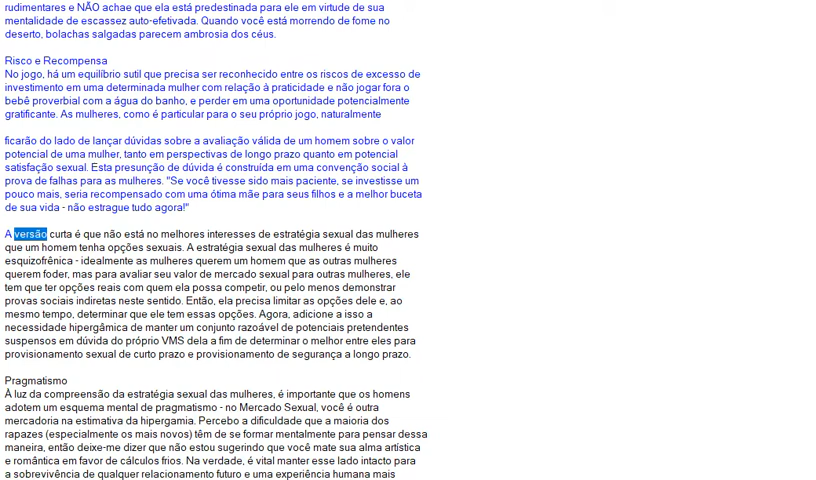 rudimentares e NÃO achae que ela está predestinada para ele em virtude de sua
mentalidade de escassez auto-efetivada. Quando você está morrendo de fome no
deserto, bolachas salgadas parecem ambrosia dos céus.
Risco e Recompensa
No jogo, há um equilíbrio sutil que precisa ser reconhecido entre os riscos de excesso de
investimento em uma determinada mulher com relação à praticidade e não jogar fora o
bebê proverbial com a água do banho, e perder em uma oportunidade potencialmente
gratificante. As mulheres, como é particular para o seu próprio jogo, naturalmente
ficarão do lado de lançar dúvidas sobre a avaliação válida de um homem sobre o valor
potencial de uma mulher, tanto em perspectivas de longo prazo quanto em potencial
satisfação sexual. Esta presunção de dúvida é construída em uma convenção social à
prova de falhas para as mulheres. "Se você tivesse sido mais paciente, se investisse um
pouco mais, seria recompensado com uma ótima mãe para seus filhos e a melhor buceta
de sua vida - não estrague tudo agora!"
A versão curta é que não está no melhores interesses de estratégia sexual das mulheres
que um homem tenha opções sexuais. A estratégia sexual das mulheres é muito
esquizofrênica - idealmente as mulheres querem um homem que as outras mulheres
querem foder, mas para avaliar seu valor de mercado sexual para outras mulheres, ele
tem que ter opções reais com quem ela possa competir, ou pelo menos demonstrar
provas sociais indiretas neste sentido. Então, ela precisa limitar as opções dele e, ao
mesmo tempo, determinar que ele tem essas opções. Agora, adicione a isso a
necessidade hipergâmica de manter um conjunto razoável de potenciais pretendentes
suspensos em dúvida do próprio VMS dela a fim de determinar o melhor entre eles para
provisionamento sexual de curto prazo e provisionamento de segurança a longo prazo.
Pragmatismo
À luz da compreensão da estratégia sexual das mulheres, é importante que os homens
adotem um esquema mental de pragmatismo - no Mercado Sexual, você é outra
mercadoria na estimativa da hipergamia. Percebo a dificuldade que a maioria dos
rapazes (especialmente os mais novos) têm de se formar mentalmente para pensar dessa
maneira, então deixe-me dizer que não estou sugerindo que você mate sua alma artística
e romântica em favor de cálculos frios. Na verdade, é vital manter esse lado intacto para
a sobrevivência de qualquer relacionamento futuro e uma experiência humana mais